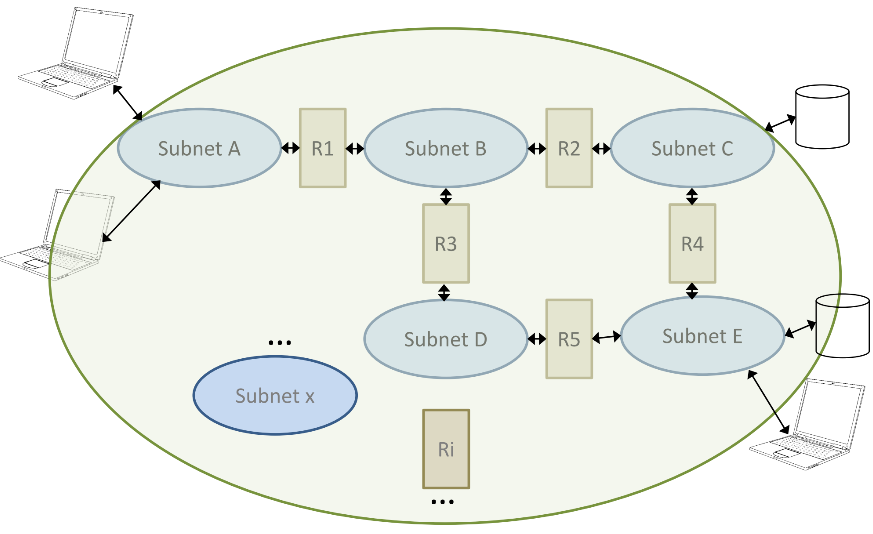 Subnet A
R1
Subnet B
R2
Subnet C
R3
R4
Subnet D
R5
Subnet E
...
Subnet x
Ri
...